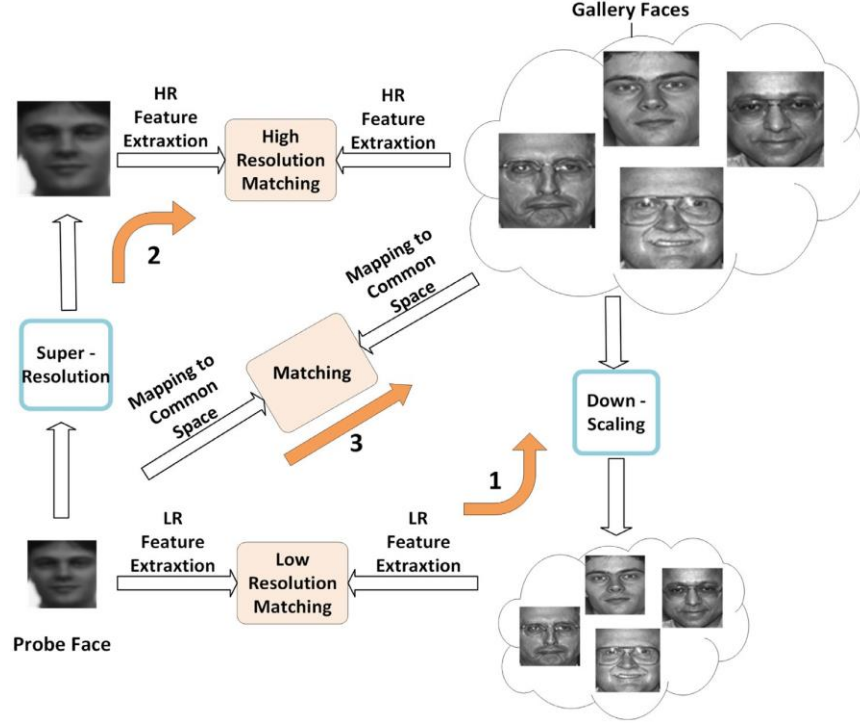 Gallery Faces
HR
Feature
Extraxtion
High
Resolution
Matching
HR
Feature
Extraxtion
2
Mapping to
Common
Space
Super -
Resolution
Matching
Mapping to
Common
Space
3
Down -
Scaling
1
LR
Feature
Extraxtion
Low
Resolution
Matching
LR
Feature
Extraxtion
Probe Face